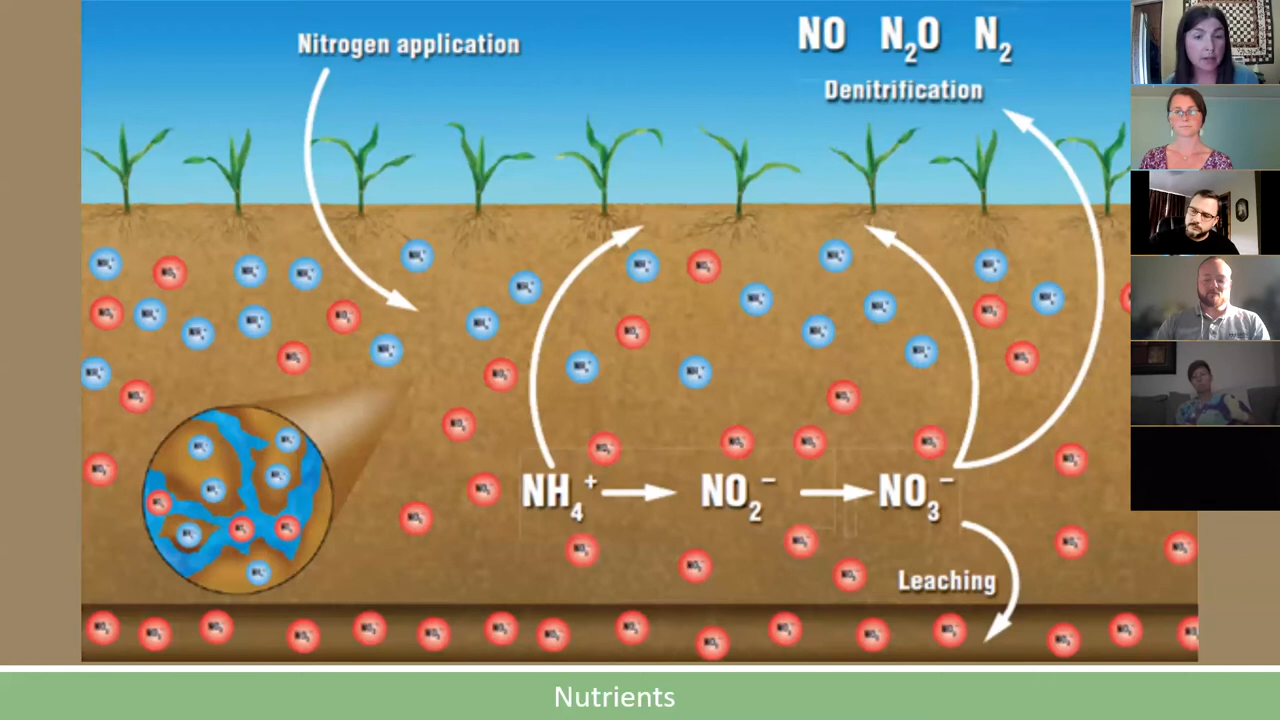 Nitrogen application
NO N₂O N₂
Denitrification
NH₄⁺ NO₂⁻ NO₃⁻
Leaching
Nutrients